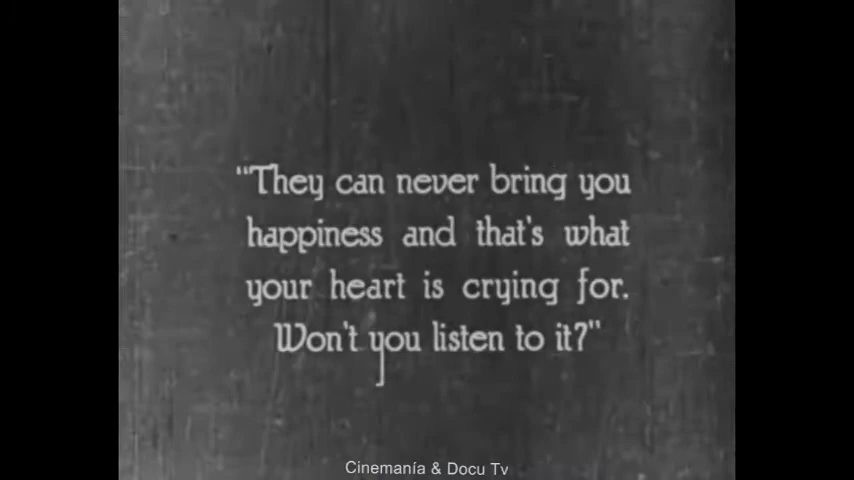 "They can never bring you
happiness and that's what
your heart is crying for.
Won't you listen to it?"
Cinemanía & Docu Tv